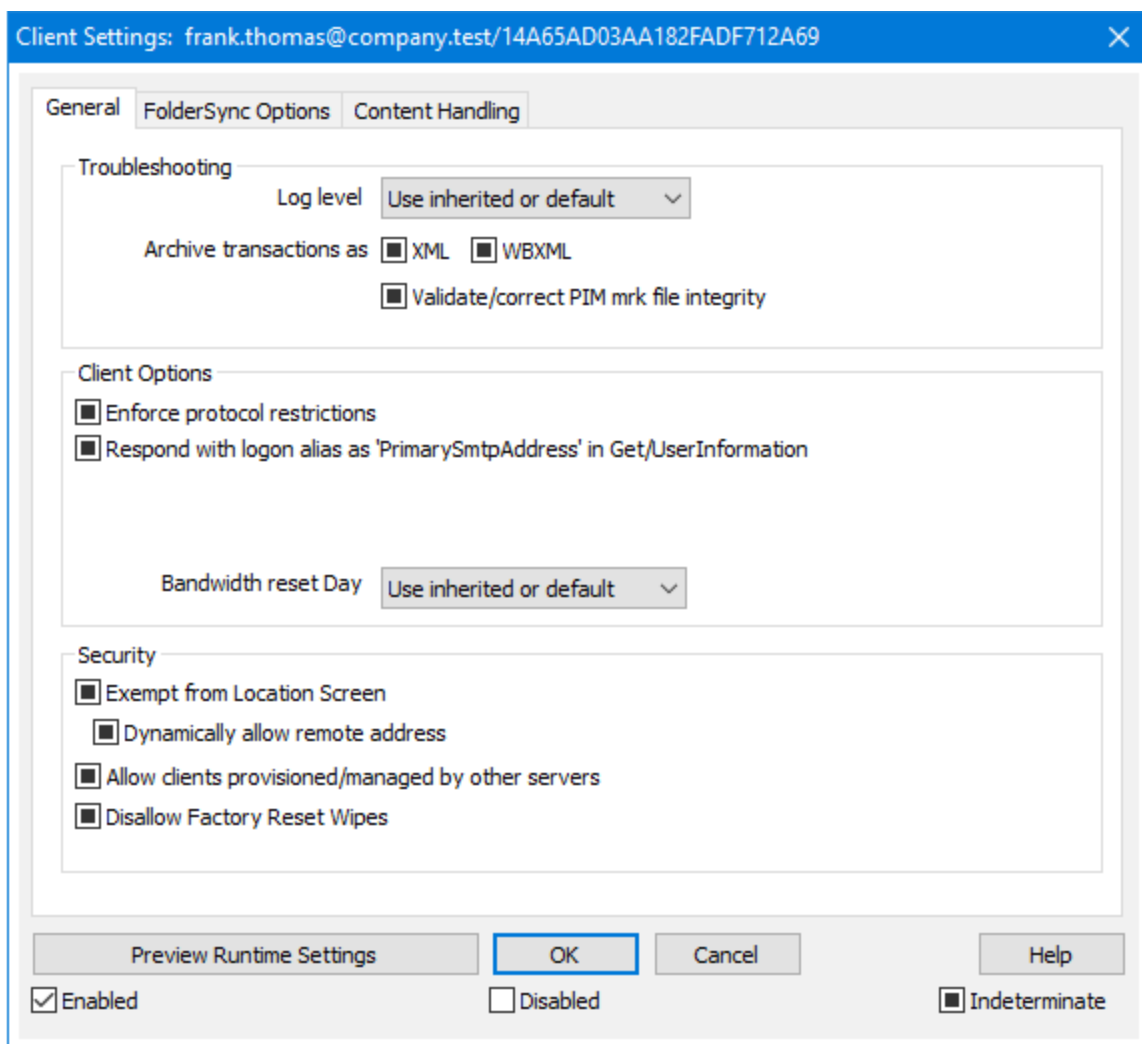 Client Settings: frank.thomas@company.test/14A65AD03AA182FADF712A69
General FolderSync Options Content Handling
Troubleshooting
Log level Use inherited or default
Archive transactions as XML WBXML
Validate/correct PIM mrk file integrity
Client Options
Enforce protocol restrictions
Respond with logon alias as 'PrimarySmtpAddress' in Get/UserInformation
Bandwidth reset Day Use inherited or default
Security
Exempt from Location Screen
Dynamically allow remote address
Allow clients provisioned/managed by other servers
Disallow Factory Reset Wipes
Preview Runtime Settings OK Cancel Help
Enabled Disabled Indeterminate